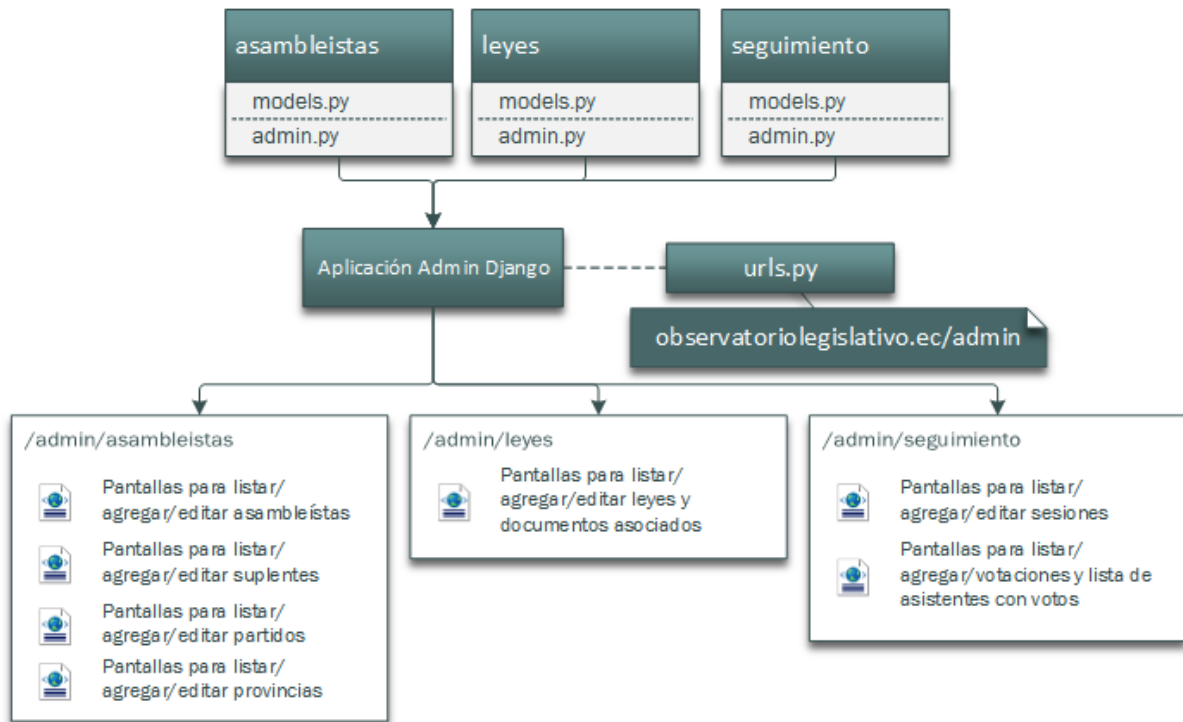 asambleistas
models.py
admin.py
leyes
models.py
admin.py
seguimiento
models.py
admin.py
Aplicación Admin Django
urls.py
observatoriolegislativo.ec/admin
/admin/asambleistas
Pantallas para listar/
agregar/editar asambleístas
Pantallas para listar/
agregar/editar suplentes
Pantallas para listar/
agregar/editar partidos
Pantallas para listar/
agregar/editar provincias
/admin/leyes
Pantallas para listar/
agregar/editar leyes y
documentos asociados
/admin/seguimiento
Pantallas para listar/
agregar/editar sesiones
Pantallas para listar/
agregar/votaciones y lista de
asistentes con votos